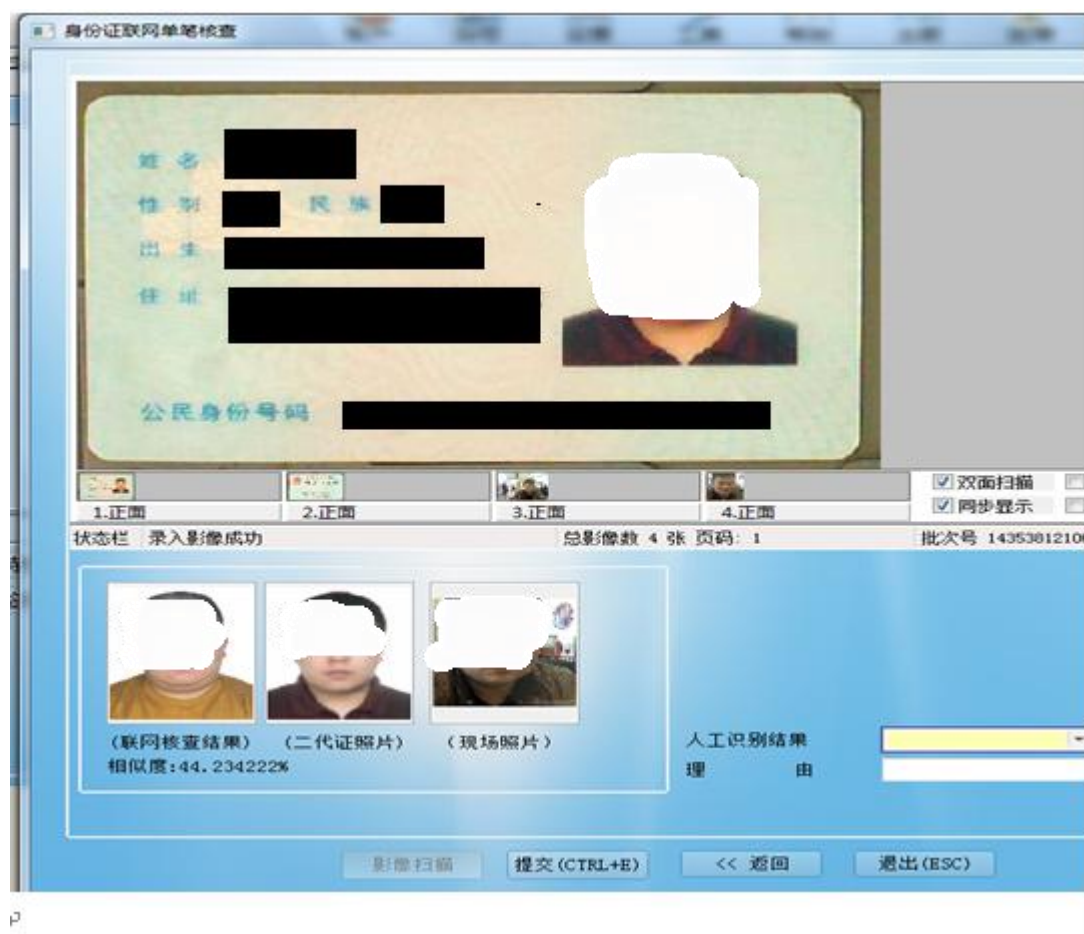 身份证联网单笔核查
姓名
性别 民族
出生
住址
公民身份号码
1.正面 2.正面 3.正面 4.正面
双面扫描
同步显示
状态栏 录入影像成功 总影像数 4 张 页码: 1 批次号 1435381210
(联网核查结果) (二代证照片) (现场照片)
相似度:44.234222%
人工识别结果
理由
影像扫描 提交(CTRL+E) << 返回 退出(ESC)